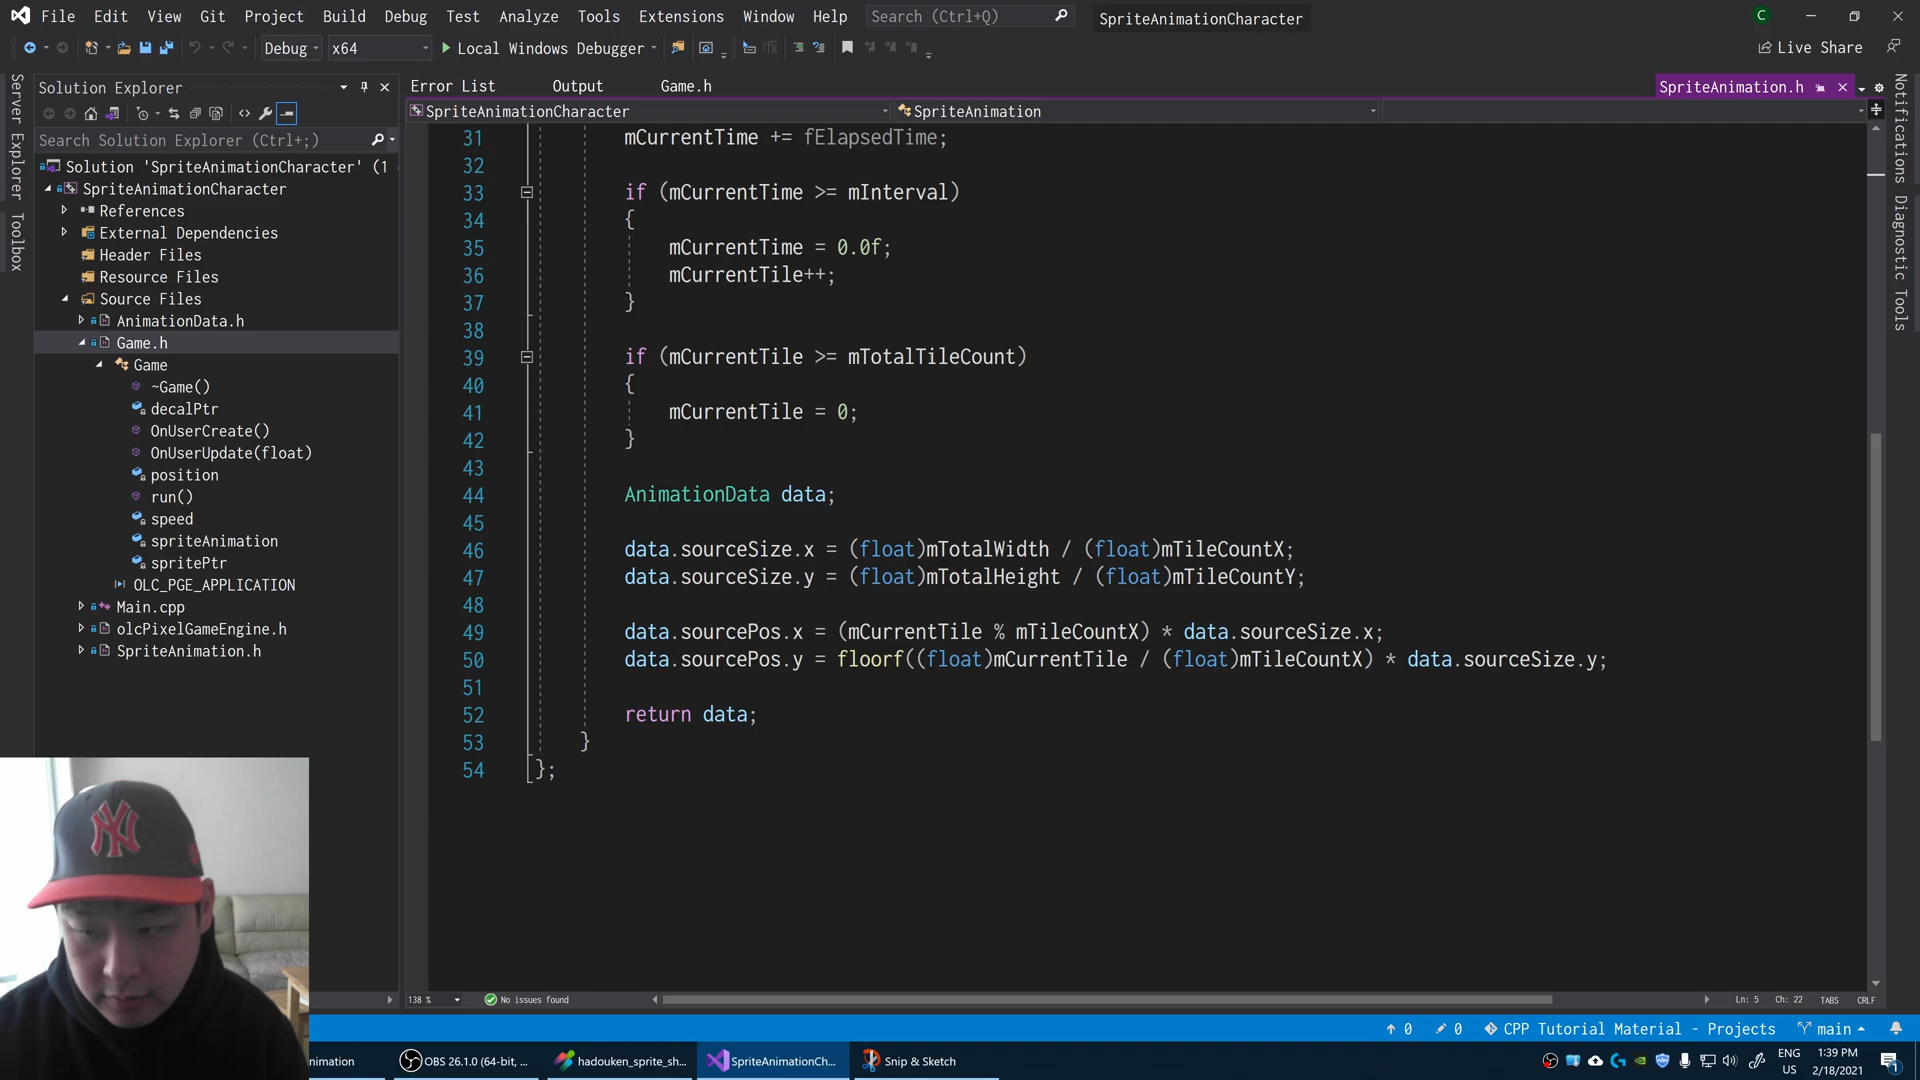 File Edit View Git Project Build Debug Test Analyze Tools Extensions Window Help Search (Ctrl+Q) SpriteAnimationCharacter C
Debug x64 Local Windows Debugger Live Share
Server Explorer
Toolbox
Solution Explorer
Search Solution Explorer (Ctrl+;)
Solution 'SpriteAnimationCharacter' (1
SpriteAnimationCharacter
References
External Dependencies
Header Files
Resource Files
Source Files
AnimationData.h
Game.h
Game
~Game()
decalPtr
OnUserCreate()
OnUserUpdate(float)
position
run()
speed
spriteAnimation
spritePtr
OLC_PGE_APPLICATION
Main.cpp
olcPixelGameEngine.h
SpriteAnimation.h
Error List Output Game.h SpriteAnimation.h
SpriteAnimationCharacter SpriteAnimation
31 mCurrentTime += fElapsedTime;
32
33 if (mCurrentTime >= mInterval)
34 {
35 mCurrentTime = 0.0f;
36 mCurrentTile++;
37 }
38
39 if (mCurrentTile >= mTotalTileCount)
40 {
41 mCurrentTile = 0;
42 }
43
44 AnimationData data;
45
46 data.sourceSize.x = (float)mTotalWidth / (float)mTileCountX;
47 data.sourceSize.y = (float)mTotalHeight / (float)mTileCountY;
48
49 data.sourcePos.x = (mCurrentTile % mTileCountX) * data.sourceSize.x;
50 data.sourcePos.y = floorf((float)mCurrentTile / (float)mTileCountX) * data.sourceSize.y;
51
52 return data;
53 }
54 };
Notifications
Diagnostic Tools
NY
138 % No issues found Ln: 5 Ch: 22 TABS CRLF
0 0 CPP Tutorial Material - Projects main
nimation OBS 26.1.0 (64-bit, ... hadouken_sprite_sh... SpriteAnimationCh... Snip & Sketch ENG US 1:39 PM 2/18/2021 1